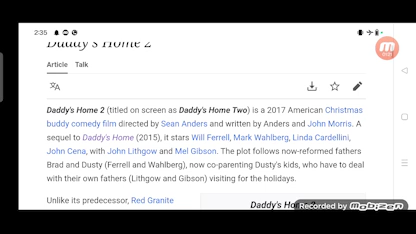 2:35
Daddy's Home 2
Article Talk
Daddy's Home 2 (titled on screen as Daddy's Home Two) is a 2017 American Christmas
buddy comedy film directed by Sean Anders and written by Anders and John Morris. A
sequel to Daddy's Home (2015), it stars Will Ferrell, Mark Wahlberg, Linda Cardellini,
John Cena, with John Lithgow and Mel Gibson. The plot follows now-reformed fathers
Brad and Dusty (Ferrell and Wahlberg), now co-parenting Dusty's kids, who have to deal
with their own fathers (Lithgow and Gibson) visiting for the holidays.
Unlike its predecessor, Red Granite
Daddy's Home 2
Recorded by Mobizen